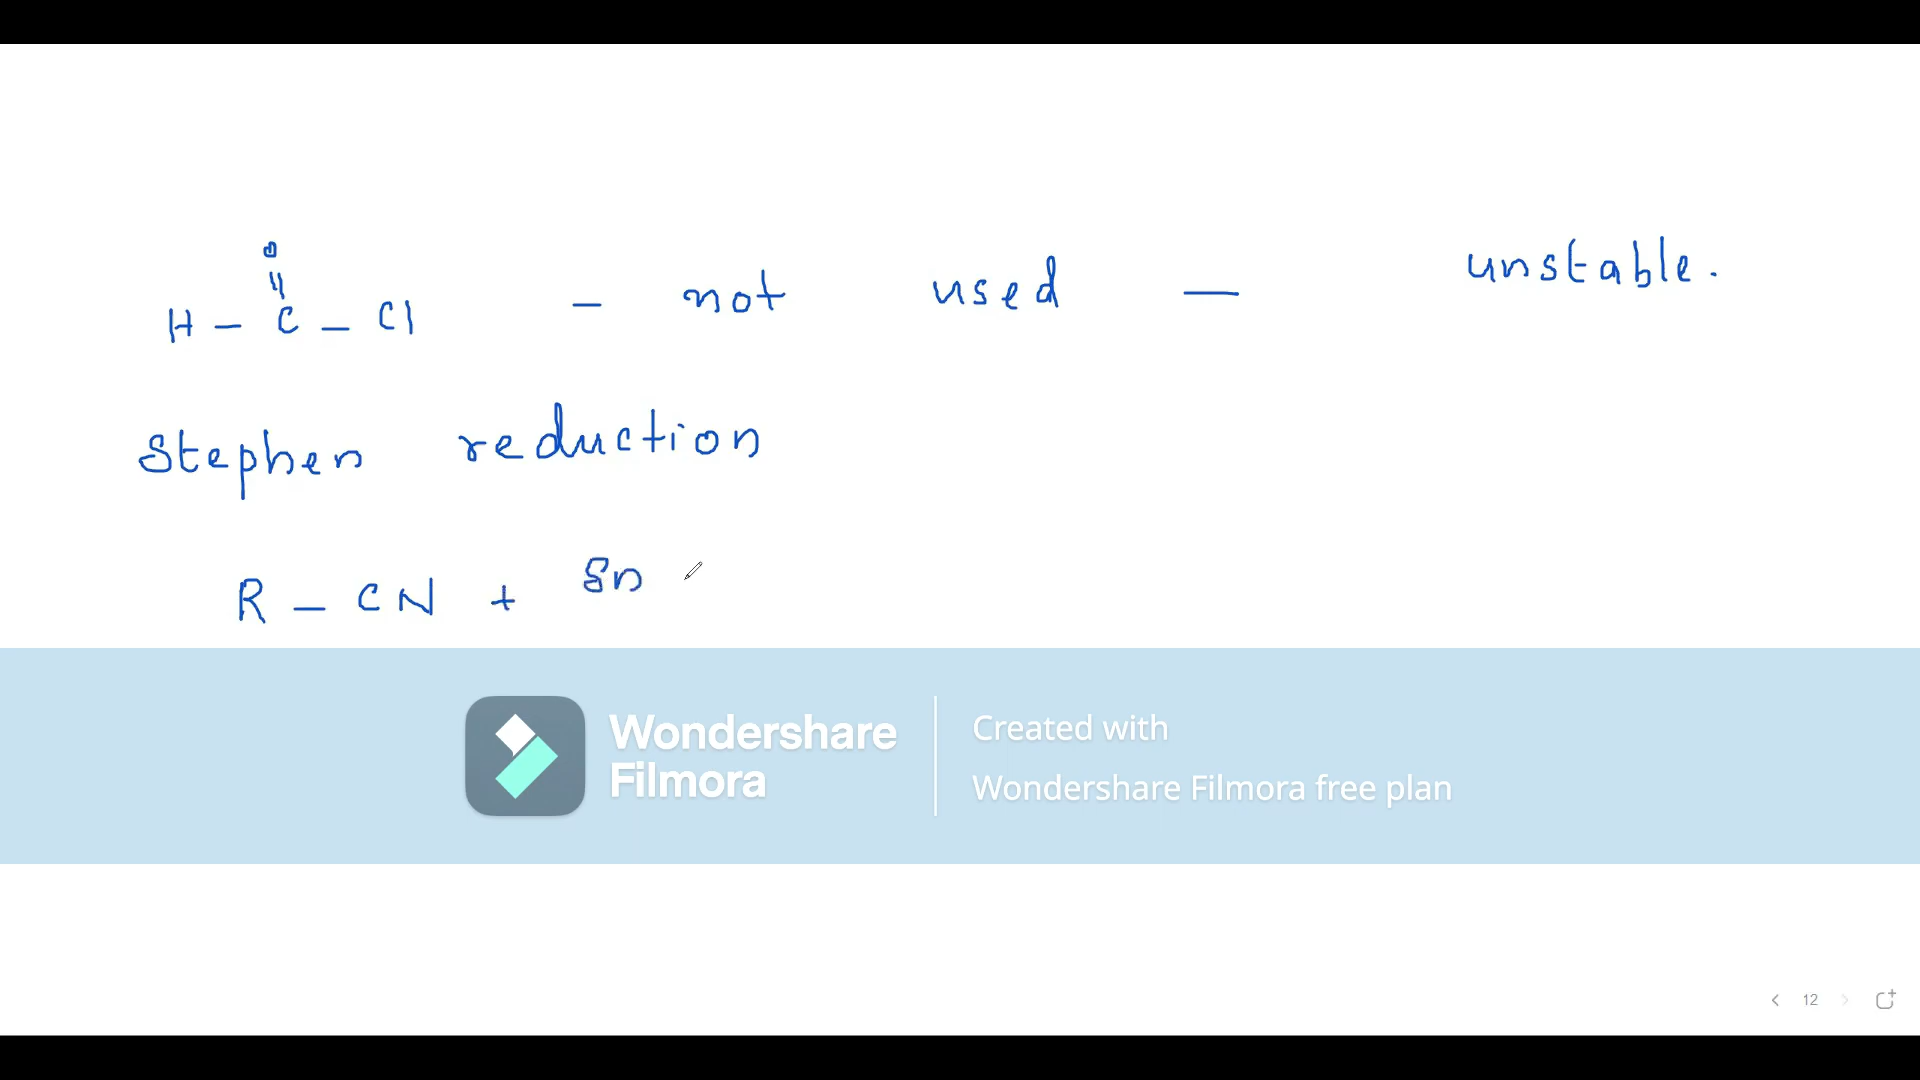 O
||
H – C – Cl – not used — unstable.
Stephen reduction
R – CN + Sn
Wondershare Filmora
Created with
Wondershare Filmora free plan
12